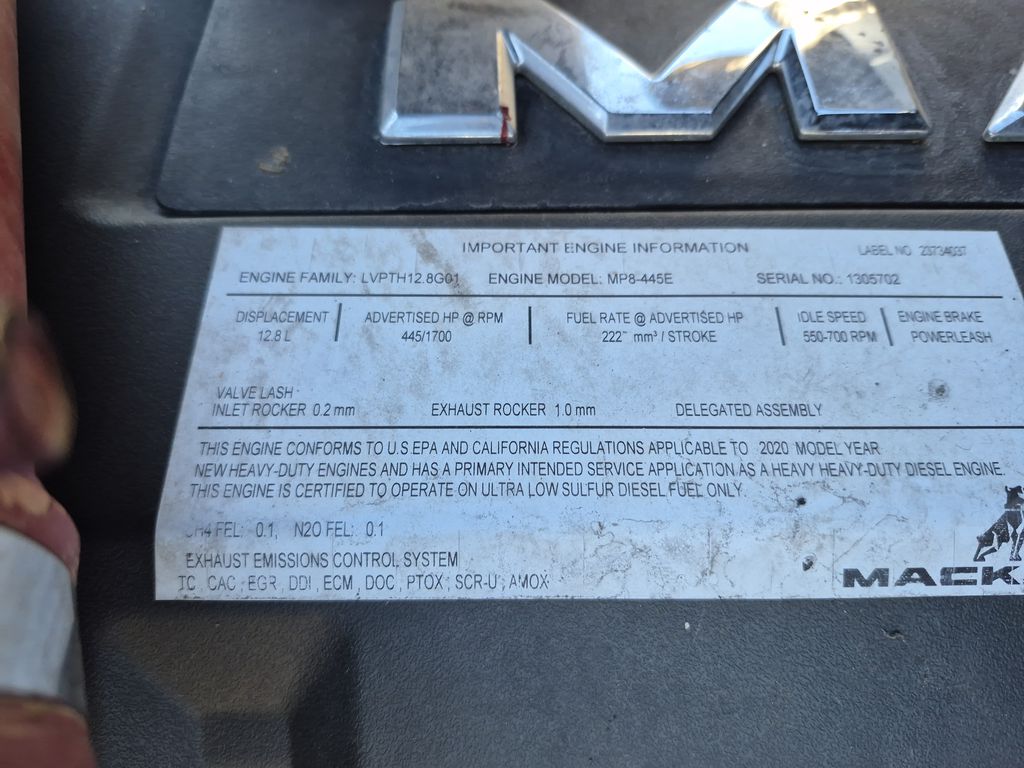 M
IMPORTANT ENGINE INFORMATION LABEL NO 23734037
ENGINE FAMILY: LVPTH12.8G01 ENGINE MODEL: MP8-445E SERIAL NO.: 1305702
DISPLACEMENT ADVERTISED HP @ RPM FUEL RATE @ ADVERTISED HP IDLE SPEED ENGINE BRAKE
12.8 L 445/1700 222 mm³ / STROKE 550-700 RPM POWERLEASH
VALVE LASH
INLET ROCKER 0.2 mm EXHAUST ROCKER 1.0 mm DELEGATED ASSEMBLY
THIS ENGINE CONFORMS TO U.S EPA AND CALIFORNIA REGULATIONS APPLICABLE TO 2020 MODEL YEAR
NEW HEAVY-DUTY ENGINES AND HAS A PRIMARY INTENDED SERVICE APPLICATION AS A HEAVY HEAVY-DUTY DIESEL ENGINE.
THIS ENGINE IS CERTIFIED TO OPERATE ON ULTRA LOW SULFUR DIESEL FUEL ONLY.
CH4 FEL: 0.1, N2O FEL: 0.1
EXHAUST EMISSIONS CONTROL SYSTEM
TC, CAC, EGR, DDI, ECM, DOC, PTOX, SCR-U, AMOX
MACK